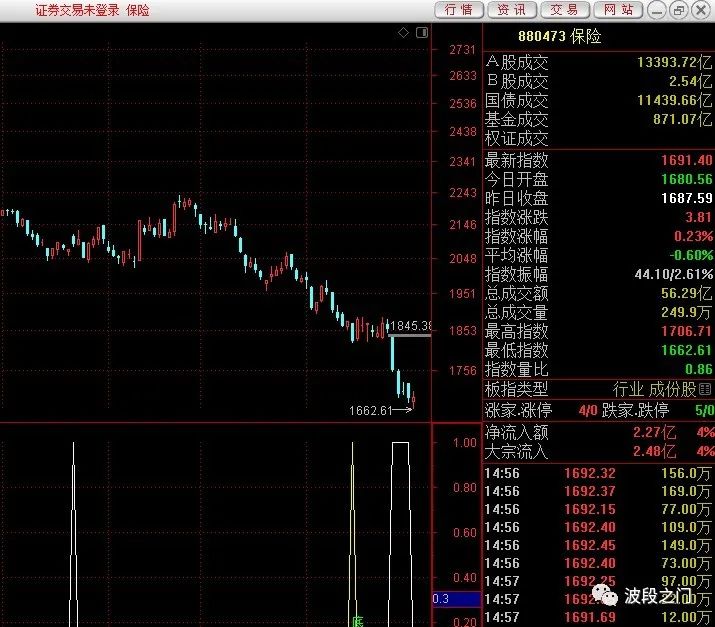 证券交易未登录 保险 行情 资讯 交易 网站
880473 保险
A股成交 13393.72亿
B股成交 2.54亿
国债成交 11439.66亿
基金成交 871.07亿
权证成交
最新指数 1691.40
今日开盘 1680.56
昨日收盘 1687.59
指数涨跌 3.81
指数涨幅 0.23%
平均涨幅 -0.60%
指数振幅 44.10/2.61%
总成交额 56.29亿
总成交量 249.9万
最高指数 1706.71
最低指数 1662.61
指数量比 0.86
板指类型 行业 成份股
涨家.涨停 4/0 跌家.跌停 5/0
净流入额 2.27亿 4%
大宗流入 2.48亿 4%
14:56 1692.32 156.0万
14:56 1692.37 169.0万
14:56 1692.15 77.00万
14:56 1692.40 109.0万
14:56 1692.45 149.0万
14:56 1692.40 73.00万
14:57 1692.25 97.00万
14:57 1692.
14:57 1691.69 12.00万
波段之门
2731
2633
2536
2438
2341
2243
2146
2048
1951
1853
1756
1845.38
1662.61
1.00
0.80
0.60
0.40
0.3
0.20
底